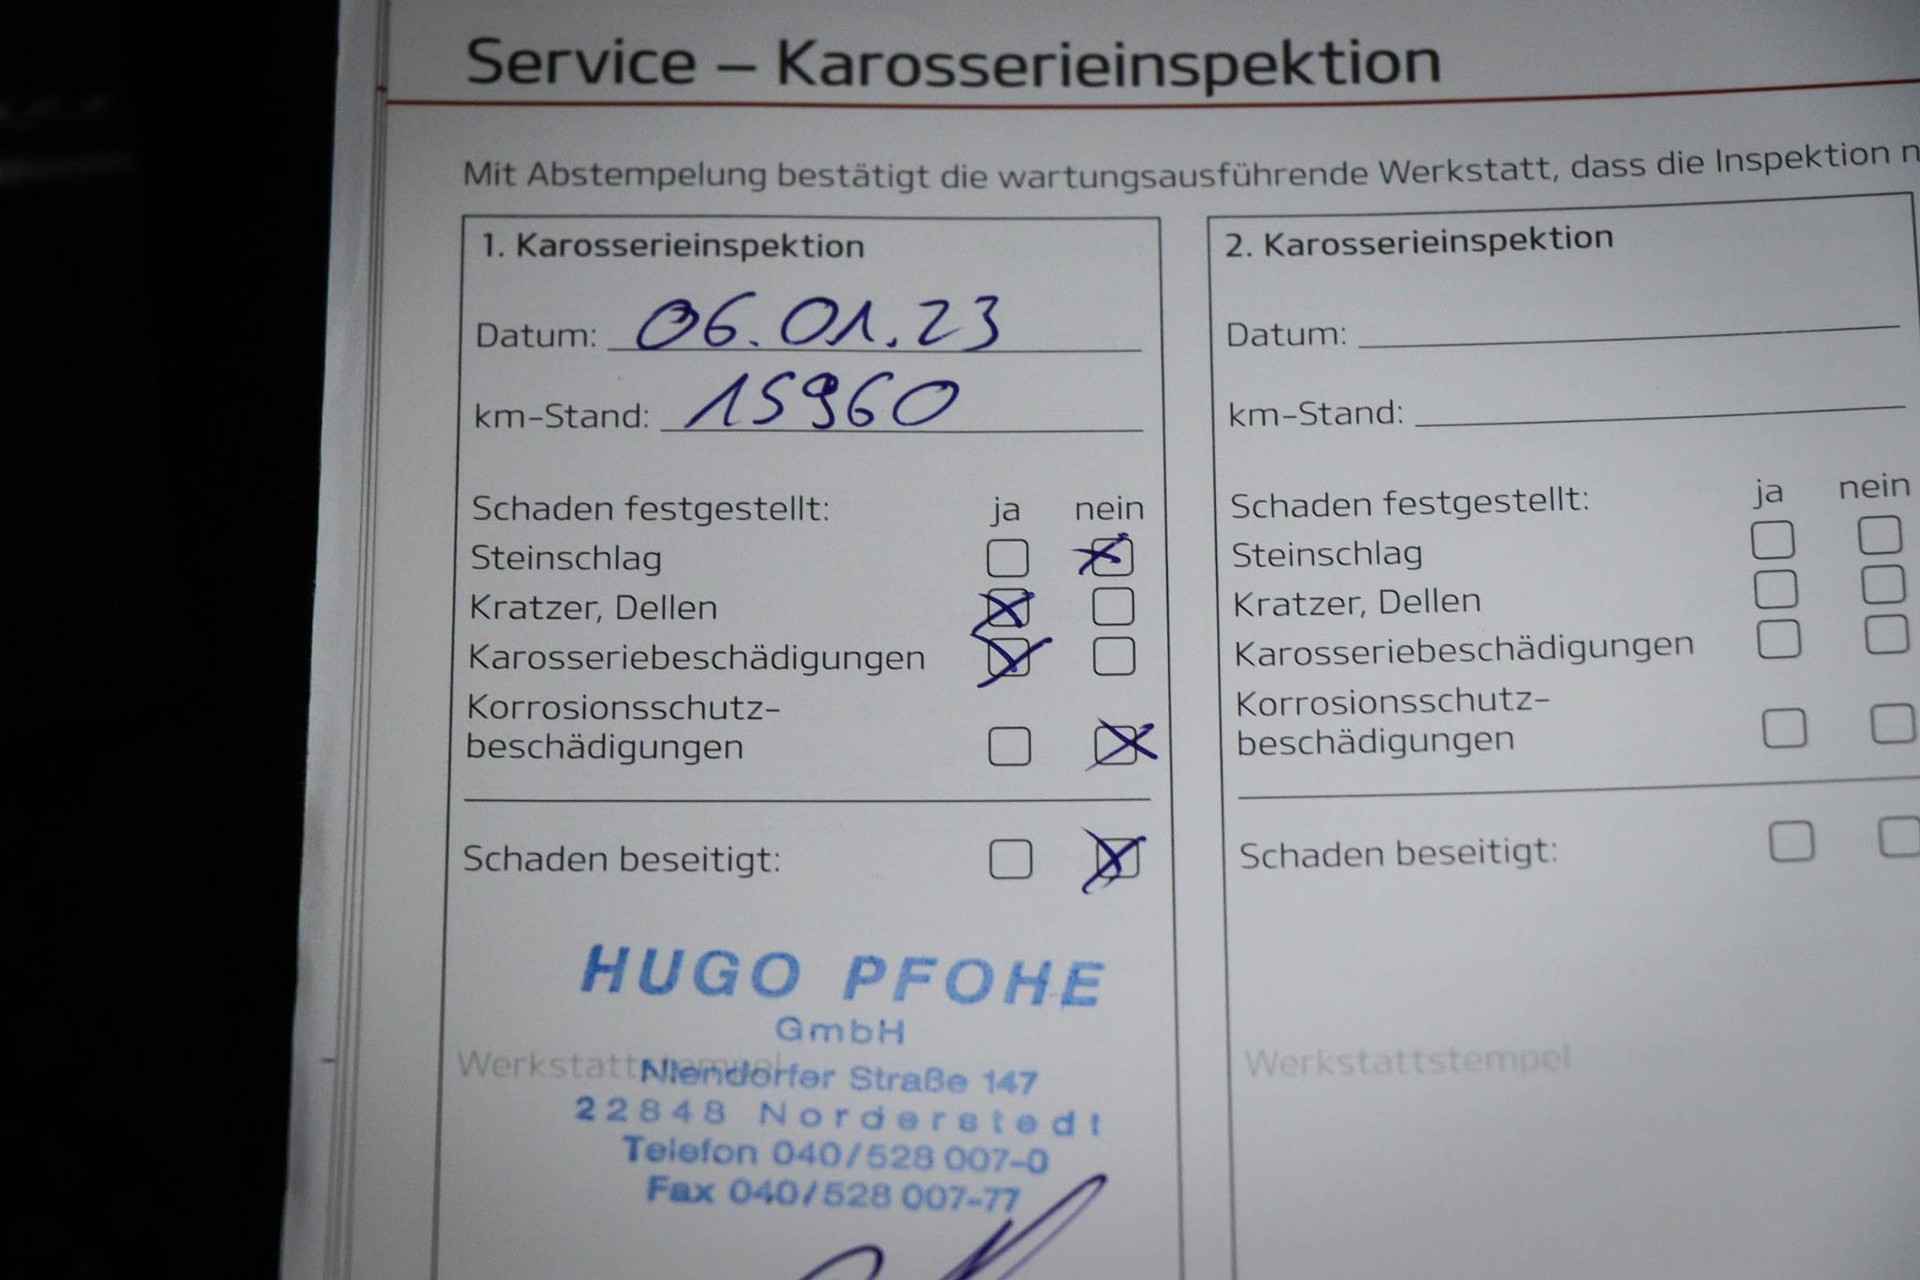 Service – Karosserieinspektion
Mit Abstempelung bestätigt die wartungsausführende Werkstatt, dass die Inspektion n
1. Karosserieinspektion
Datum: 06.01.23
km-Stand: 15960
Schaden festgestellt: ja nein
Steinschlag
Kratzer, Dellen
Karosseriebeschädigungen
Korrosionsschutz-
beschädigungen
Schaden beseitigt:
HUGO PFOHE
GmbH
Werkstattstempel
Niendorfer Straße 147
22848 Norderstedt
Telefon 040/528 007-0
Fax 040/528 007-77
2. Karosserieinspektion
Datum:
km-Stand:
Schaden festgestellt: ja nein
Steinschlag
Kratzer, Dellen
Karosseriebeschädigungen
Korrosionsschutz-
beschädigungen
Schaden beseitigt:
Werkstattstempel